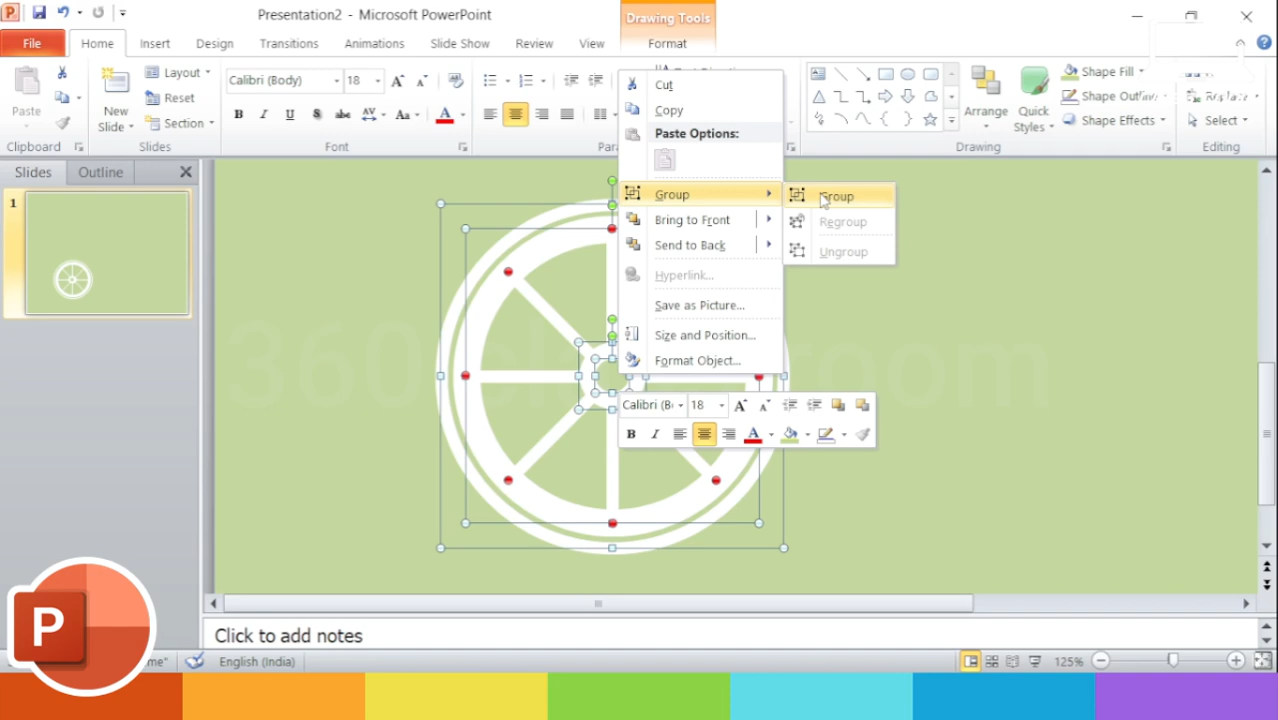 Presentation2 - Microsoft PowerPoint
Drawing Tools
File
Home
Insert
Design
Transitions
Animations
Slide Show
Review
View
Format
Paste
New
Slide
Layout
Reset
Section
Calibri (Body)
18
B I U S abc AV Aa A
Shape Fill
Shape Outline
Shape Effects
Arrange
Quick
Styles
Replace
Select
Clipboard
Slides
Font
Drawing
Editing
Slides
Outline
1
Cut
Copy
Paste Options:
Group
Bring to Front
Send to Back
Hyperlink...
Save as Picture...
Size and Position...
Format Object...
Group
Regroup
Ungroup
Calibri (B
18
B I A
Click to add notes
English (India)
125%
P